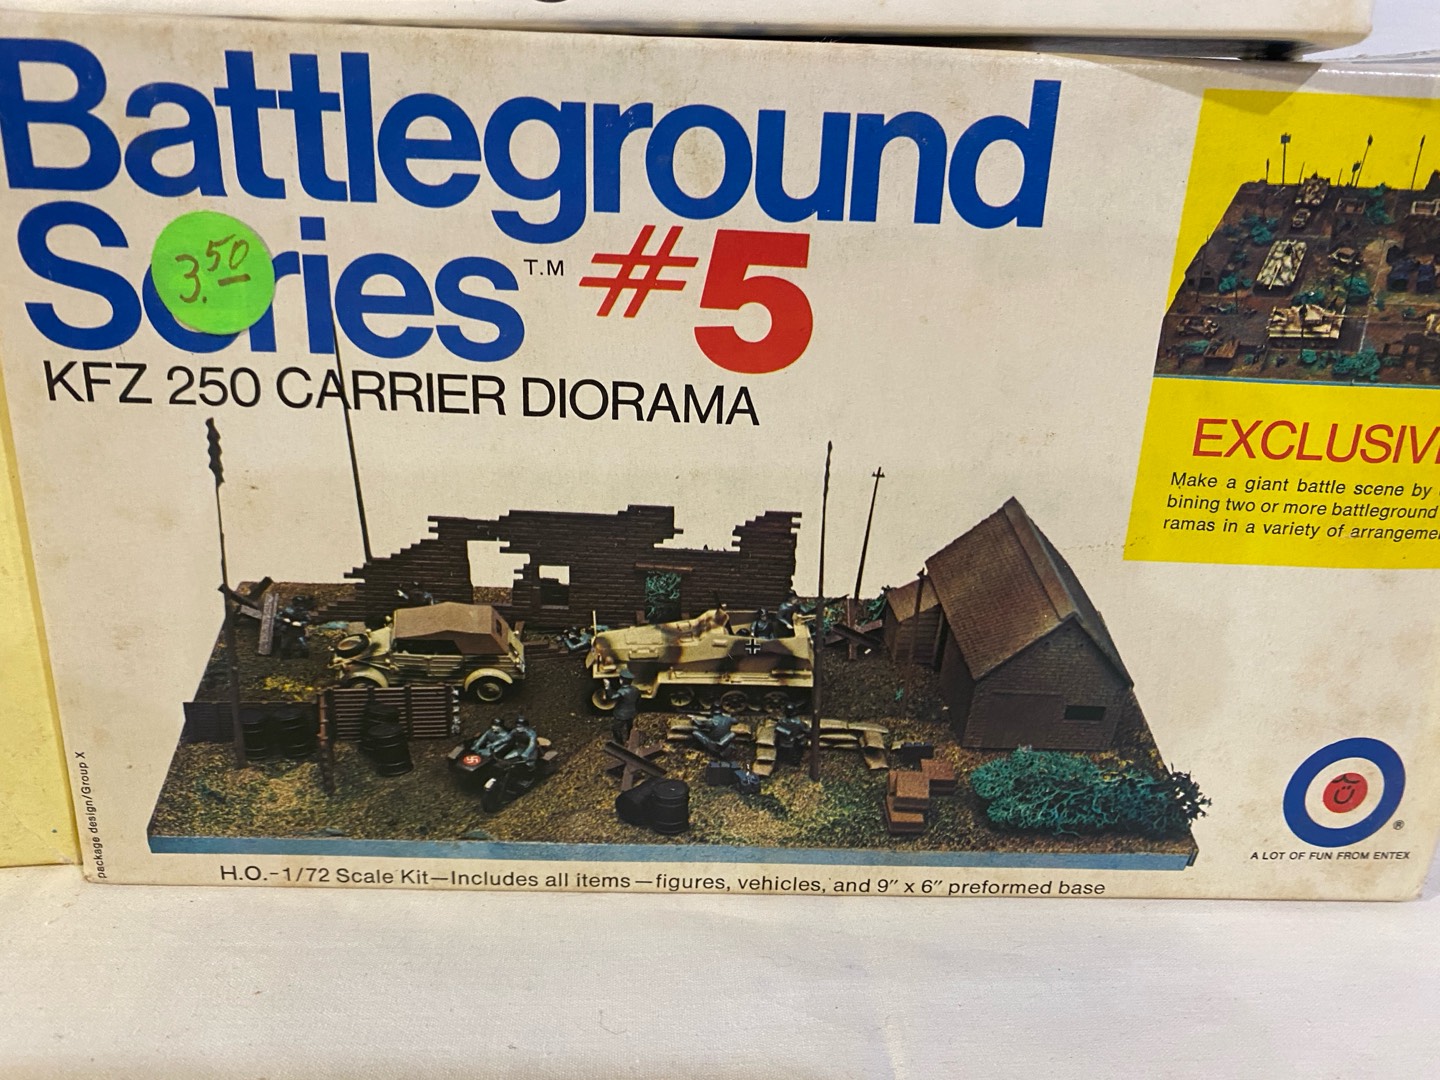 Battleground
Series T.M #5
3.50
KFZ 250 CARRIER DIORAMA
EXCLUSIV
Make a giant battle scene by
bining two or more battleground
ramas in a variety of arrangeme
package design/Group X
®
A LOT OF FUN FROM ENTEX
H.O.-1/72 Scale Kit—Includes all items—figures, vehicles, and 9″ x 6″ preformed base